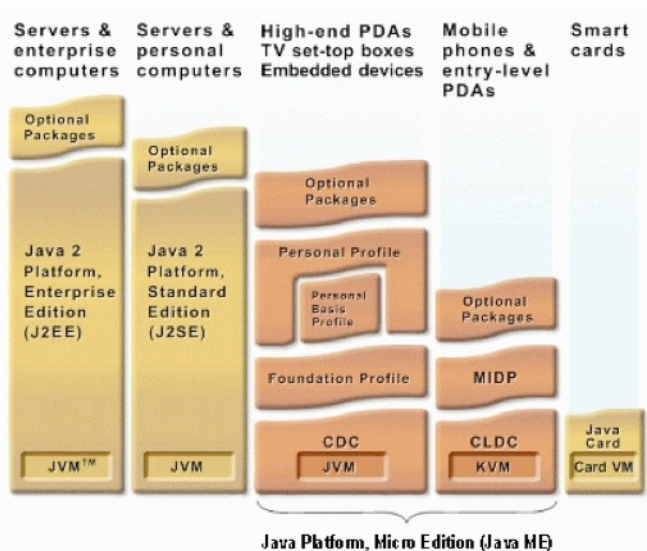 Servers &
enterprise
computers
Servers &
personal
computers
High-end PDAs
TV set-top boxes
Embedded devices
Mobile
phones &
entry-level
PDAs
Smart
cards
Optional
Packages
Java 2
Platform,
Enterprise
Edition
(J2EE)
JVM™
Optional
Packages
Java 2
Platform,
Standard
Edition
(J2SE)
JVM
Optional
Packages
Personal Profile
Personal
Basis
Profile
Foundation Profile
CDC
JVM
Optional
Packages
MIDP
CLDC
KVM
Java
Card
Card VM
Java Platform, Micro Edition (Java ME)